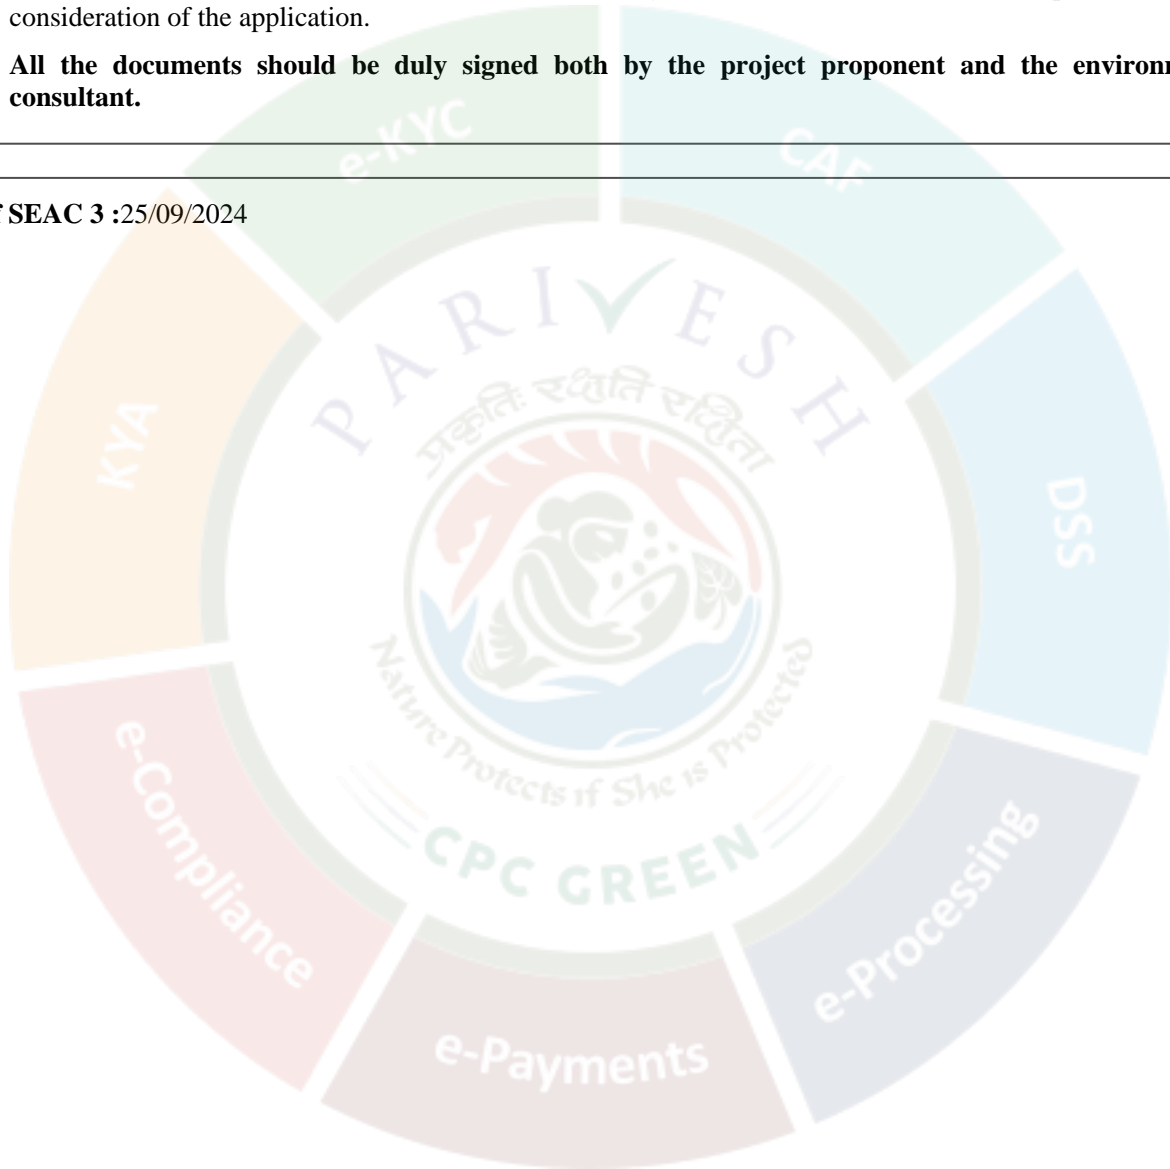 consideration of the application.
All the documents should be duly signed both by the project proponent and the environ
consultant.
SEAC 3 :25/09/2024
e-KYC
CAF
KYA
DSS
PARIVESH
प्रकृतिः रक्षति रक्षिता
Nature Protects if She is Protected
CPC GREEN
e-Compliance
e-Processing
e-Payments